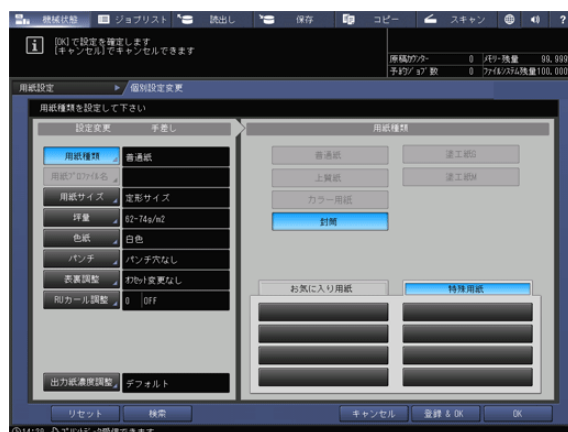 機械状態 ジョブリスト 読出し 保存 コピー スキャン ?
[OK]で設定を確定します
[キャンセル]でキャンセルできます
原稿カウンター 0 メモリー残量 99.999
予約ジョブ数 0 ファイルシステム残量100.000
用紙設定 個別設定変更
用紙種類を設定して下さい
設定変更 手差し
用紙種類
用紙種類 普通紙
用紙プロファイル名
用紙サイズ 定形サイズ
坪量 62-74g/m2
色紙 白色
パンチ パンチ穴なし
表裏調整 オフセット変更なし
RUカール調整 0 OFF
出力紙濃度調整 デフォルト
普通紙 塗工紙G
上質紙 塗工紙M
カラー用紙
封筒
お気に入り用紙 特殊用紙
リセット 検索 キャンセル 登録 & OK OK